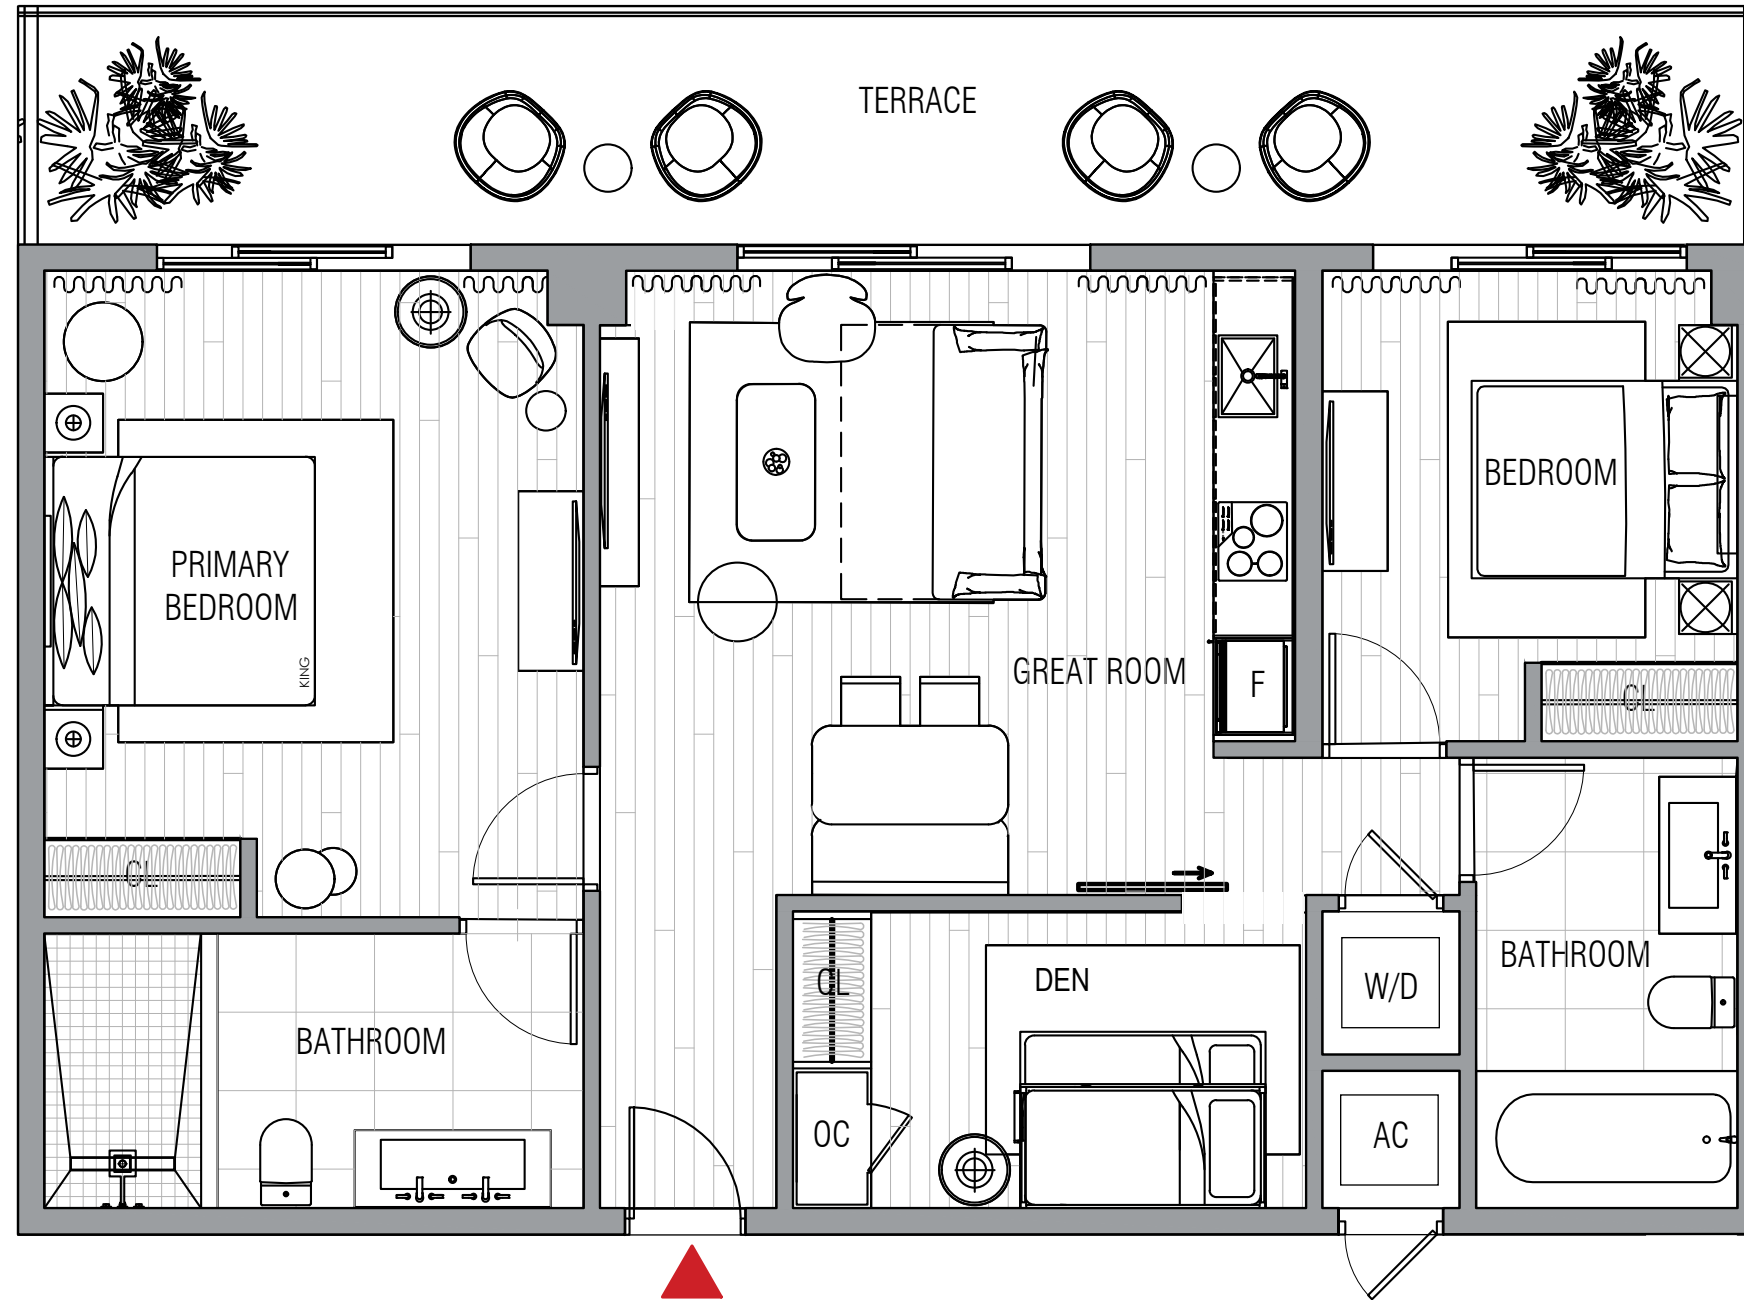 TERRACE
PRIMARY
BEDROOM
KING
CL
BATHROOM
GREAT ROOM
F
BEDROOM
CL
CL
OC
DEN
W/D
AC
BATHROOM